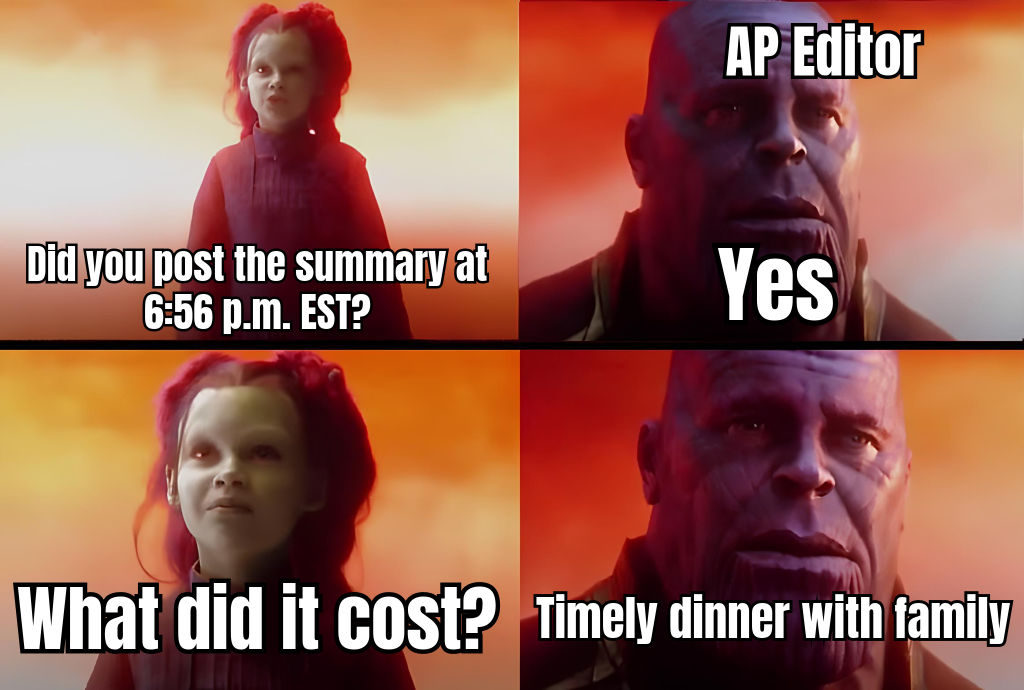 Did you post the summary at
6:56 p.m. EST?
AP Editor
Yes
What did it cost?
Timely dinner with family